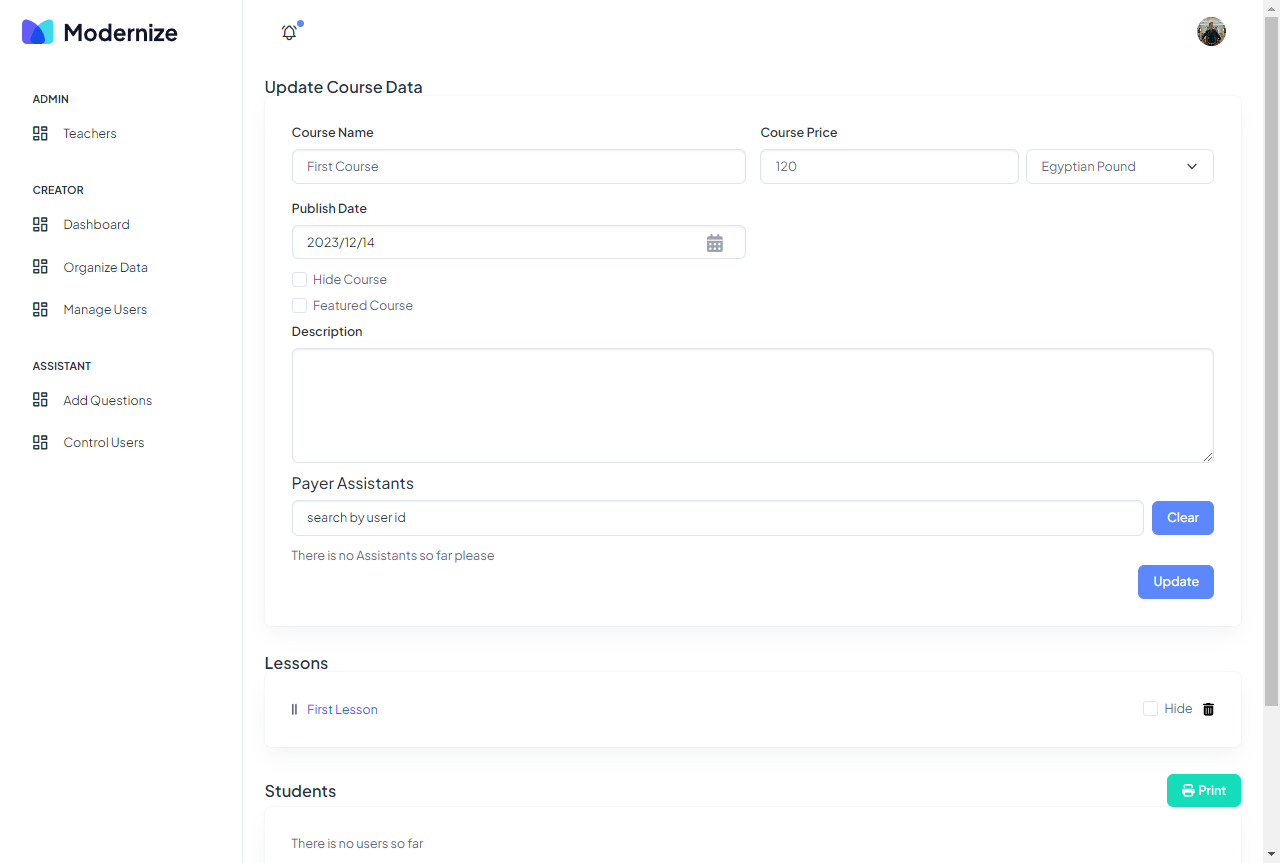 Modernize
ADMIN
Teachers
CREATOR
Dashboard
Organize Data
Manage Users
ASSISTANT
Add Questions
Control Users
Update Course Data
Course Name
Course Price
First Course
120
Egyptian Pound
Publish Date
2023/12/14
Hide Course
Featured Course
Description
Payer Assistants
search by user id
Clear
There is no Assistants so far please
Update
Lessons
First Lesson
Hide
Students
Print
There is no users so far